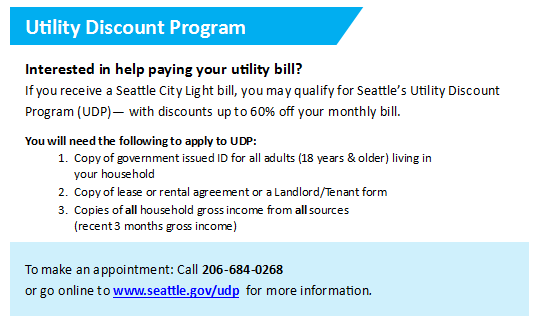 Utility Discount Program
Interested in help paying your utility bill?
If you receive a Seattle City Light bill, you may qualify for Seattle’s Utility Discount
Program (UDP)— with discounts up to 60% off your monthly bill.
You will need the following to apply to UDP:
1. Copy of government issued ID for all adults (18 years & older) living in
your household
2. Copy of lease or rental agreement or a Landlord/Tenant form
3. Copies of all household gross income from all sources
(recent 3 months gross income)
To make an appointment: Call 206-684-0268
or go online to www.seattle.gov/udp for more information.